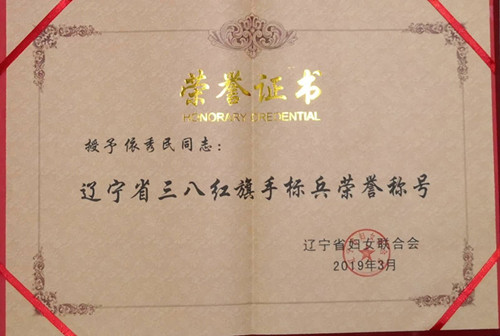 荣誉证书
HONORARY CREDENTIAL
授予依秀民同志：
辽宁省三八红旗手标兵荣誉称号
辽宁省妇女联合会
2019年3月